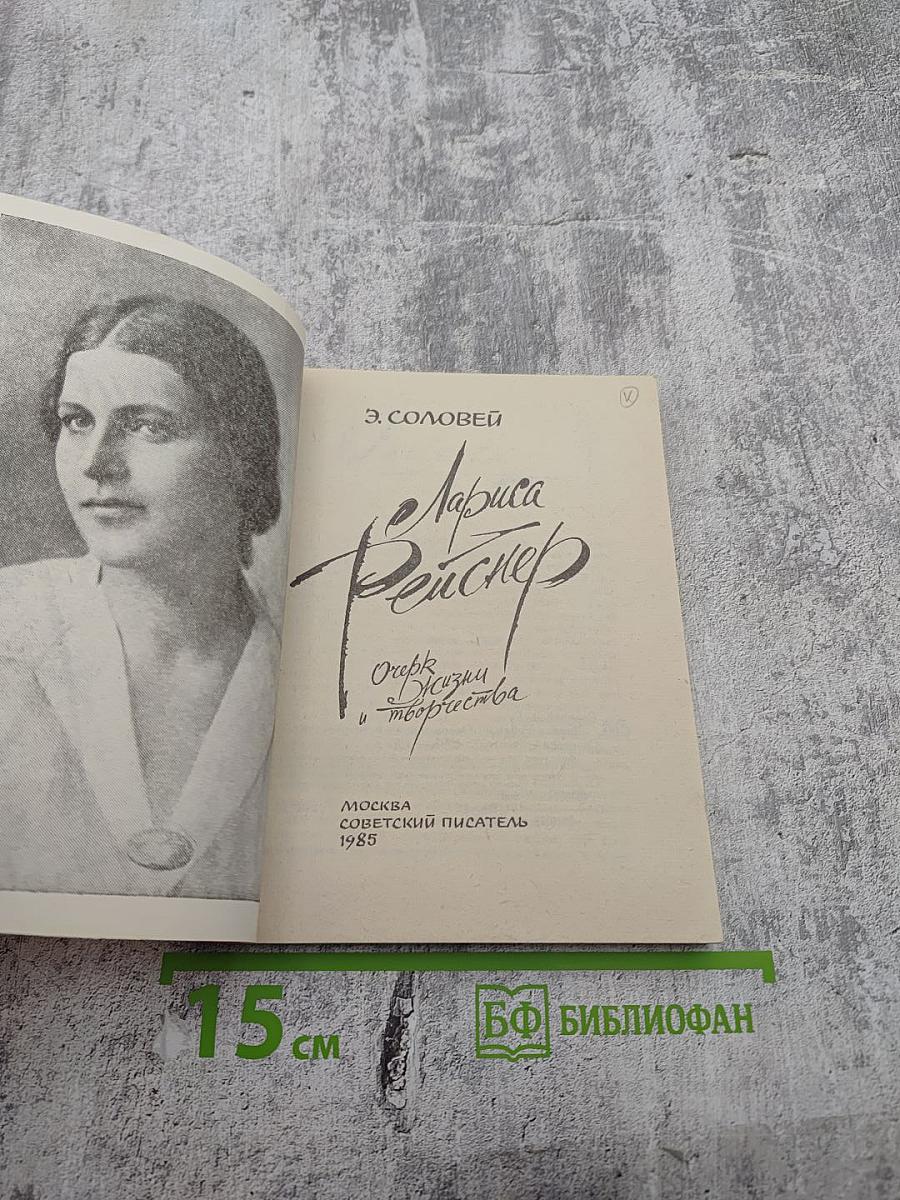 Э. СОЛОВЕЙ
V
Лариса
Рейснер
Очерк
жизни
и творчества
МОСКВА
СОВЕТСКИЙ ПИСАТЕЛЬ
1985
15 см
БФ БИБЛИОФАН